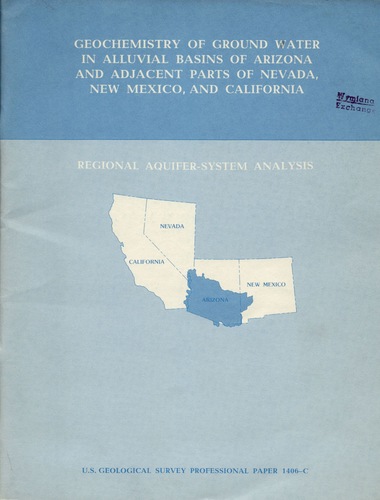 GEOCHEMISTRY OF GROUND WATER
IN ALLUVIAL BASINS OF ARIZONA
AND ADJACENT PARTS OF NEVADA,
NEW MEXICO, AND CALIFORNIA
REGIONAL AQUIFER-SYSTEM ANALYSIS
NEVADA
CALIFORNIA
NEW MEXICO
ARIZONA
U.S. GEOLOGICAL SURVEY PROFESSIONAL PAPER 1406-C